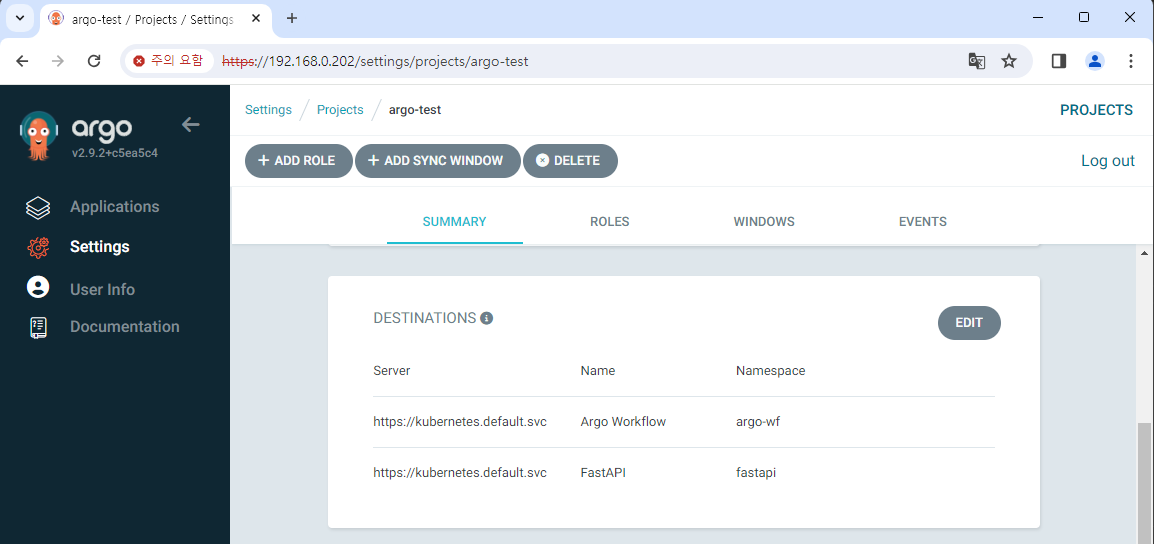 argo-test / Projects / Settings
주의 요함 https://192.168.0.202/settings/projects/argo-test
argo
v2.9.2+c5ea5c4
Applications
Settings
User Info
Documentation
Settings / Projects / argo-test
PROJECTS
+ ADD ROLE
+ ADD SYNC WINDOW
DELETE
Log out
SUMMARY ROLES WINDOWS EVENTS
DESTINATIONS
EDIT
Server Name Namespace
https://kubernetes.default.svc Argo Workflow argo-wf
https://kubernetes.default.svc FastAPI fastapi